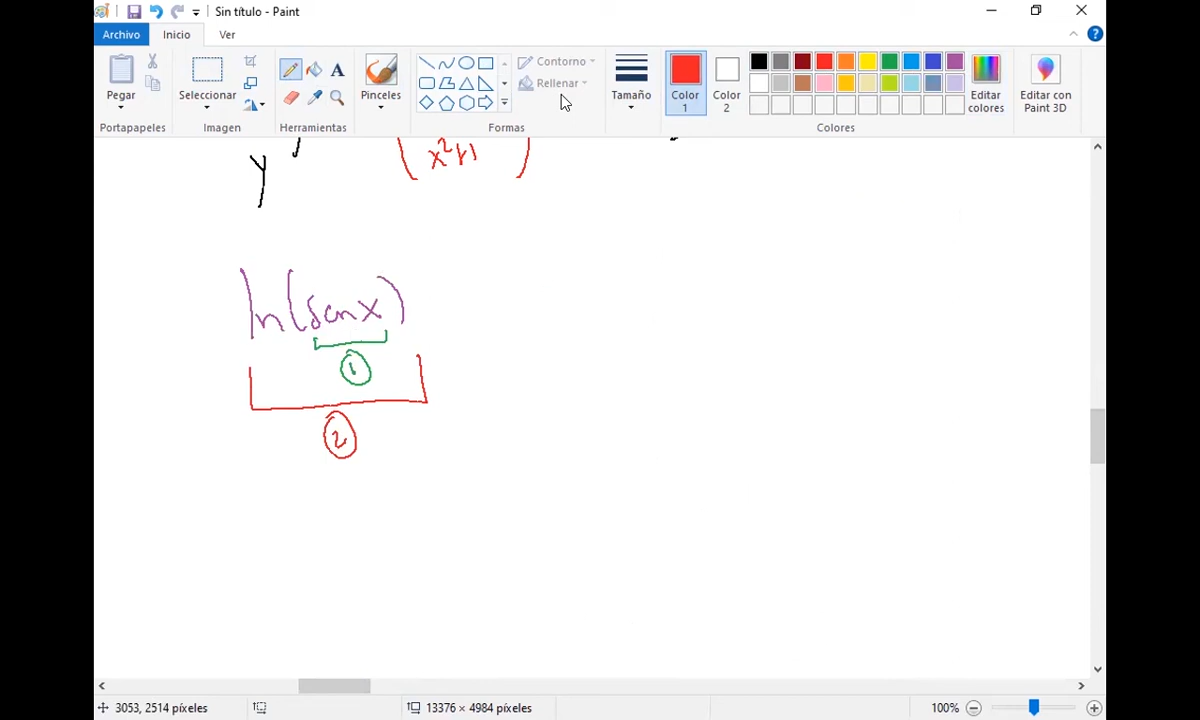 Sin título - Paint
Archivo Inicio Ver
Pegar Seleccionar Pinceles Contorno Rellenar Tamaño Color 1 Color 2 Editar colores Editar con Paint 3D
Portapapeles Imagen Herramientas Formas Colores
y
x²+1
ln(senx)
1
2
3053, 2514 píxeles 13376 × 4984 píxeles 100%